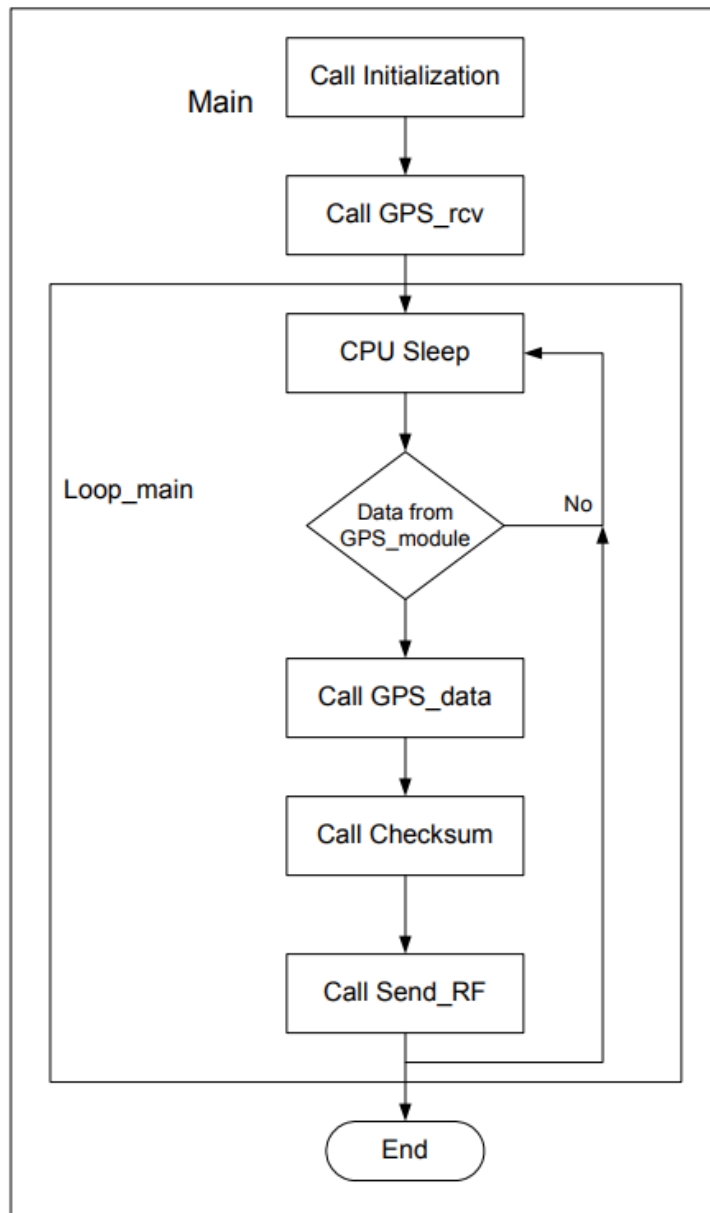 Call Initialization
Main
Call GPS_rcv
CPU Sleep
Loop_main
Data from
GPS_module
No
Call GPS_data
Call Checksum
Call Send_RF
End